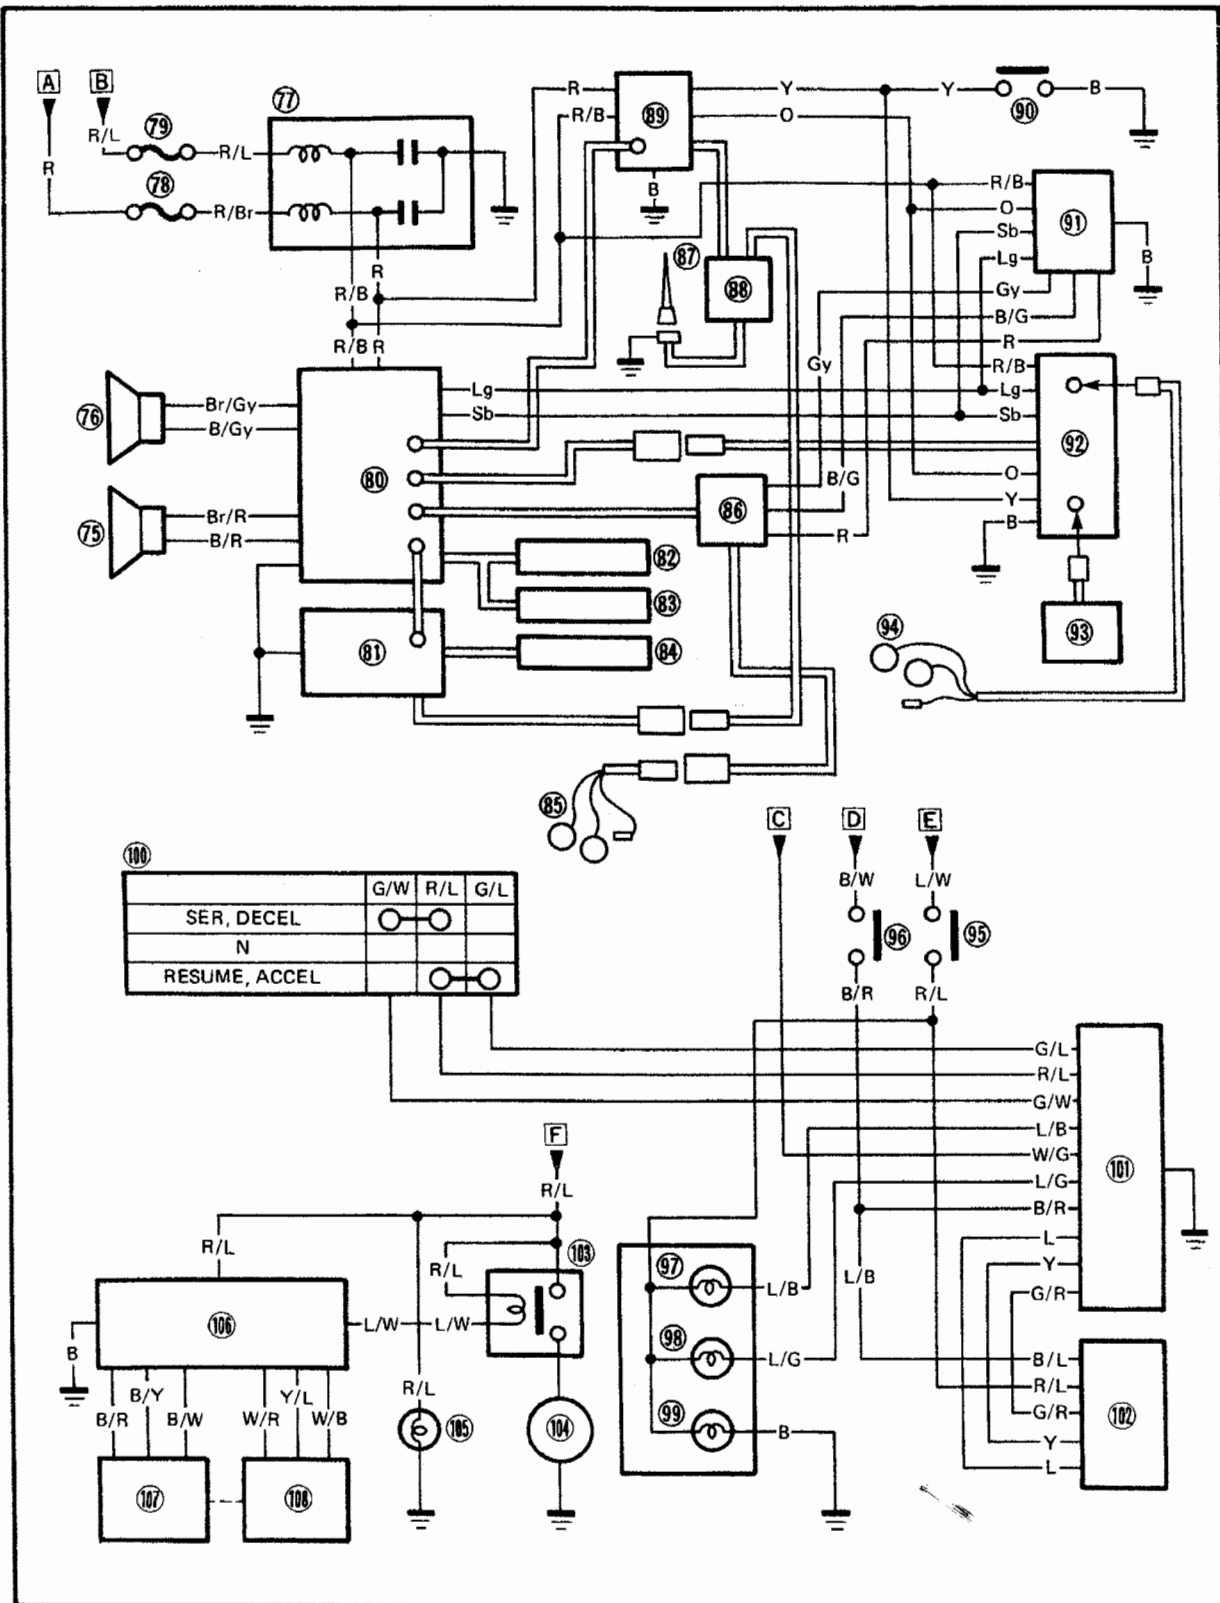 A B
77
R Y Y B
79 R/B 89 O 90
R/L
R R/L
78 B R/B
R/Br O
Sb 91
87 Lg B
R Gy
R/B 88 B/G
R
R/B R Gy R/B
Lg Lg
76 Br/Gy Sb Sb
B/Gy
92
80 B/G O
86 Y
75 Br/R B
B/R R
82
83
81 84 94 93
85
C D E
100
G/W R/L G/L
B/W L/W
SER, DECEL
96 95
N
RESUME, ACCEL
B/R R/L
G/L
R/L
G/W
L/B
F
W/G
101
R/L L/G
B/R
R/L 103 L
R/L 97 L/B L/B Y
G/R
106 L/W L/W
98 L/G B/L
B R/L
B/Y Y/L R/L
B/R B/W W/R W/B 99 B G/R 102
105 104 Y
L
107 108